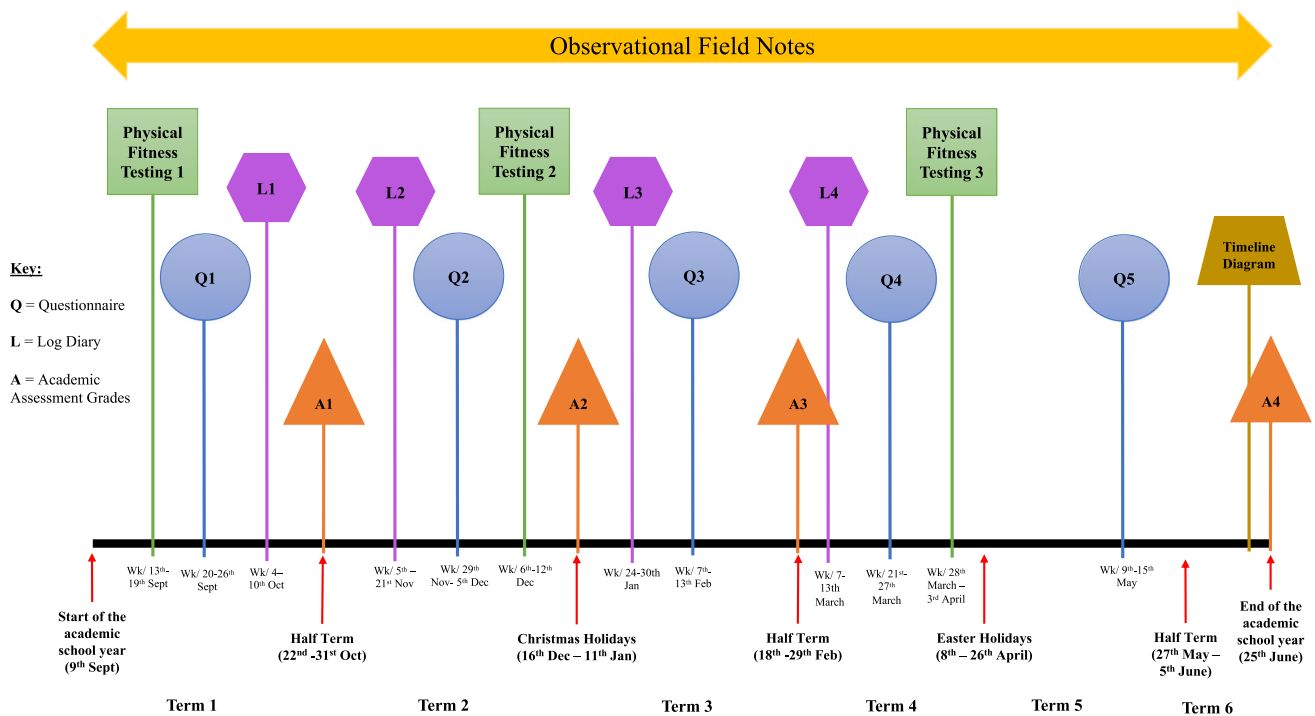 Observational Field Notes
Physical
Fitness
Testing 1
Physical
Fitness
Testing 2
Physical
Fitness
Testing 3
L1
L2
L3
L4
Timeline
Diagram
Key:
Q = Questionnaire
L = Log Diary
A = Academic
Assessment Grades
Q1
Q2
Q3
Q4
Q5
A1
A2
A3
A4
Wk/ 13th-
19th Sept
Wk/ 20-26th
Sept
Wk/ 4–
10th Oct
Wk/ 5th –
21st Nov
Wk/ 29th
Nov- 5th Dec
Wk/ 6th-12th
Dec
Wk/ 24-30th
Jan
Wk/ 7th-
13th Feb
Wk/ 7-
13th
March
Wk/ 21st-
27th
March
Wk/ 28th
March –
3rd April
Wk/ 9th-15th
May
Start of the
academic
school year
(9th Sept)
Half Term
(22nd -31st Oct)
Christmas Holidays
(16th Dec – 11th Jan)
Half Term
(18th -29th Feb)
Easter Holidays
(8th – 26th April)
Half Term
(27th May –
5th June)
End of the
academic
school year
(25th June)
Term 1
Term 2
Term 3
Term 4
Term 5
Term 6